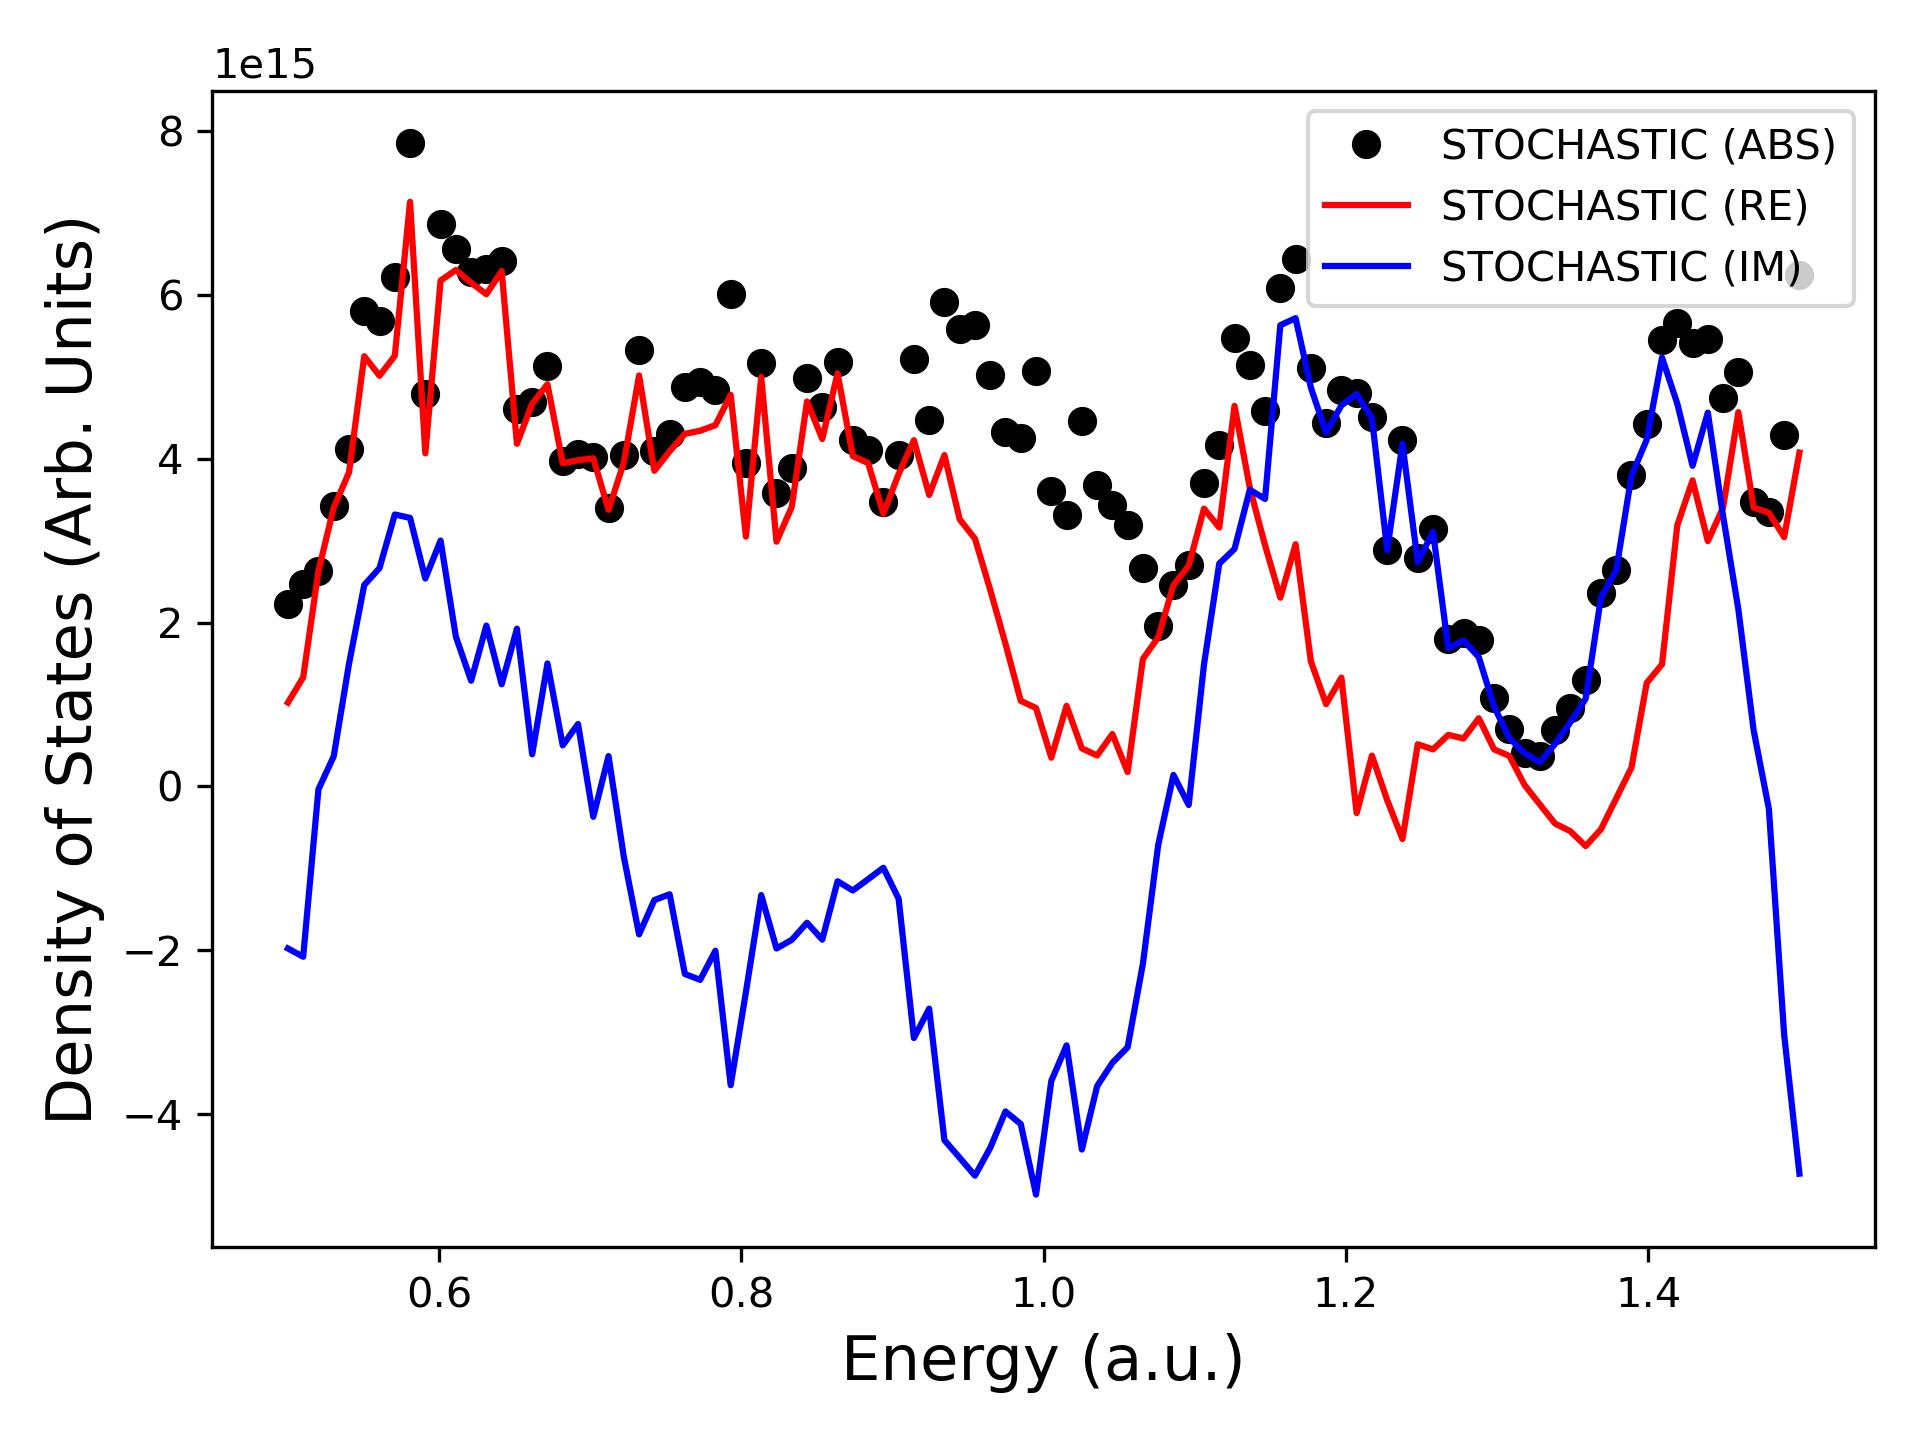 1e15
8
6
4
2
0
−2
−4
Density of States (Arb. Units)
STOCHASTIC (ABS)
STOCHASTIC (RE)
STOCHASTIC (IM)
0.6 0.8 1.0 1.2 1.4
Energy (a.u.)